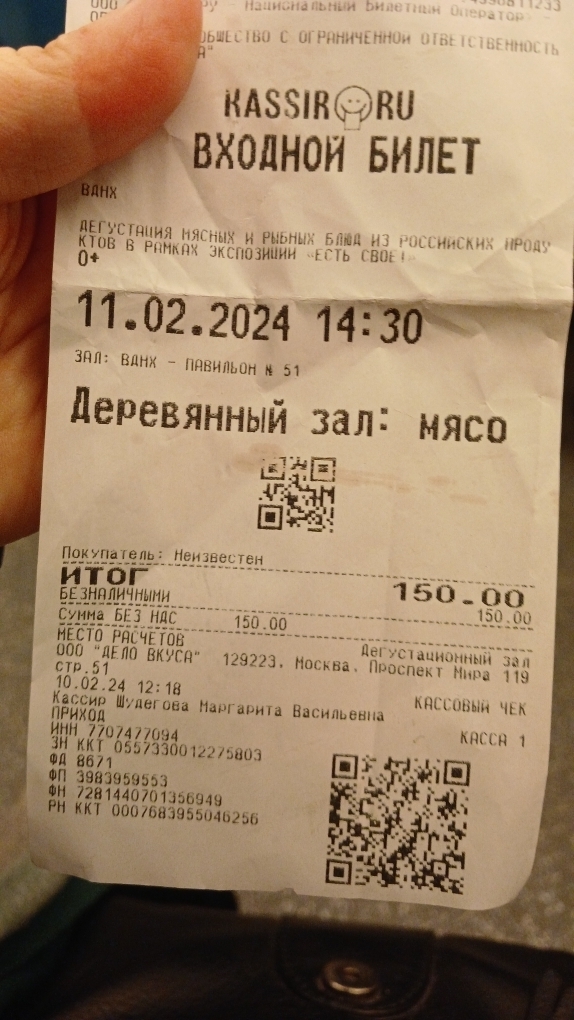 ру - Национальный Билетный Оператор -
ОБЩЕСТВО С ОГРАНИЧЕННОЙ ОТВЕТСТВЕННОСТЬ
А"
KASSIR RU
ВХОДНОЙ БИЛЕТ
ВДНХ
ДЕГУСТАЦИЯ МЯСНЫХ И РЫБНЫХ БЛЮД ИЗ РОССИЙСКИХ ПРОДУ
КТОВ В РАМКАХ ЭКСПОЗИЦИИ «ЕСТЬ СВОЕ!»
0+
11.02.2024 14:30
ЗАЛ: ВДНХ - ПАВИЛЬОН № 51
Деревянный зал: мясо
Покупатель: Неизвестен
ИТОГ 150.00
БЕЗНАЛИЧНЫМИ 150.00
Сумма БЕЗ НДС 150.00
МЕСТО РАСЧЕТОВ Дегустационный зал
ООО "ДЕЛО ВКУСА" 129223, Москва, Проспект Мира 119
СТР.51
10.02.24 12:18 КАССОВЫЙ ЧЕК
Кассир Шудегова Маргарита Васильевна
ПРИХОД КАССА 1
ИНН 7707477094
ЗН ККТ 0557330012275803
ФД 8671
ФП 3983959553
ФН 7281440701356949
РН ККТ 0007683955046256